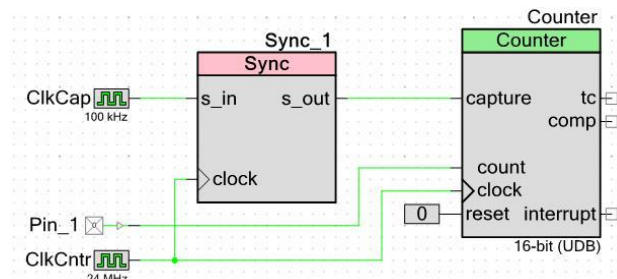 Counter
Sync_1
Counter
Sync
ClkCap
100 kHz
s_in
s_out
capture
tc
comp
clock
count
clock
Pin_1
0
reset
interrupt
ClkCntr
24 MHz
16-bit (UDB)